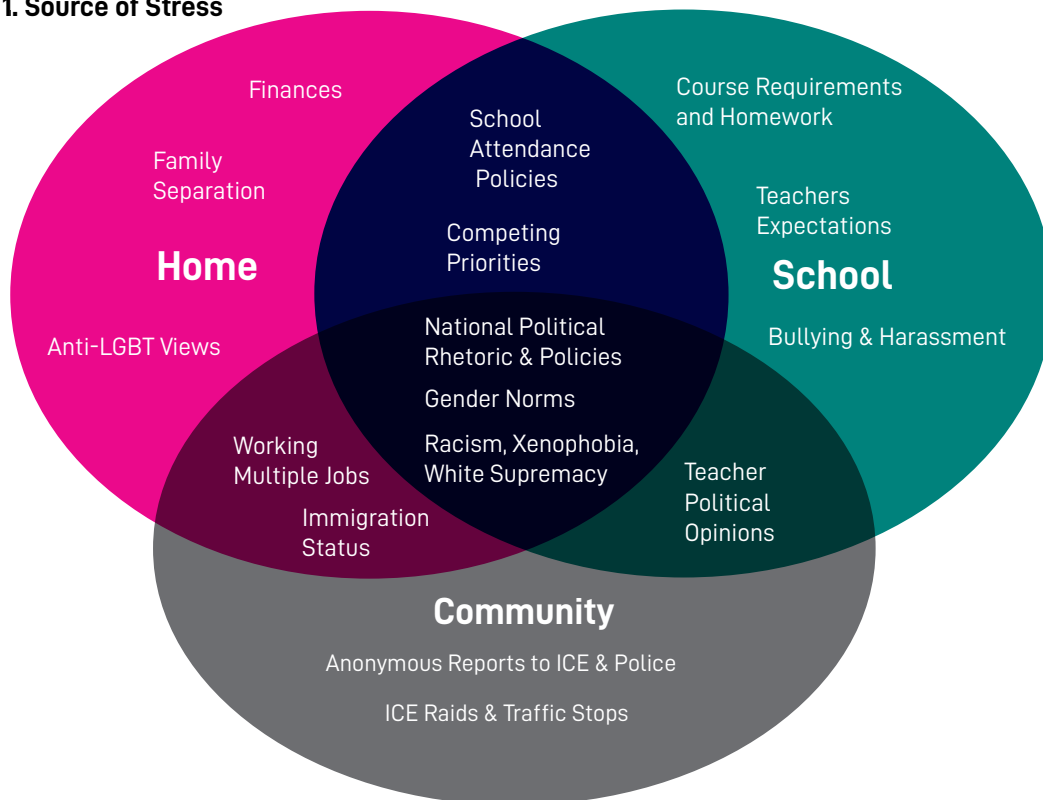 1. Source of Stress
Finances
Family
Separation
Home
Anti-LGBT Views
School
Attendance
Policies
Competing
Priorities
Course Requirements
and Homework
Teachers
Expectations
School
Bullying & Harassment
National Political
Rhetoric & Policies
Gender Norms
Racism, Xenophobia,
White Supremacy
Working
Multiple Jobs
Immigration
Status
Teacher
Political
Opinions
Community
Anonymous Reports to ICE & Police
ICE Raids & Traffic Stops